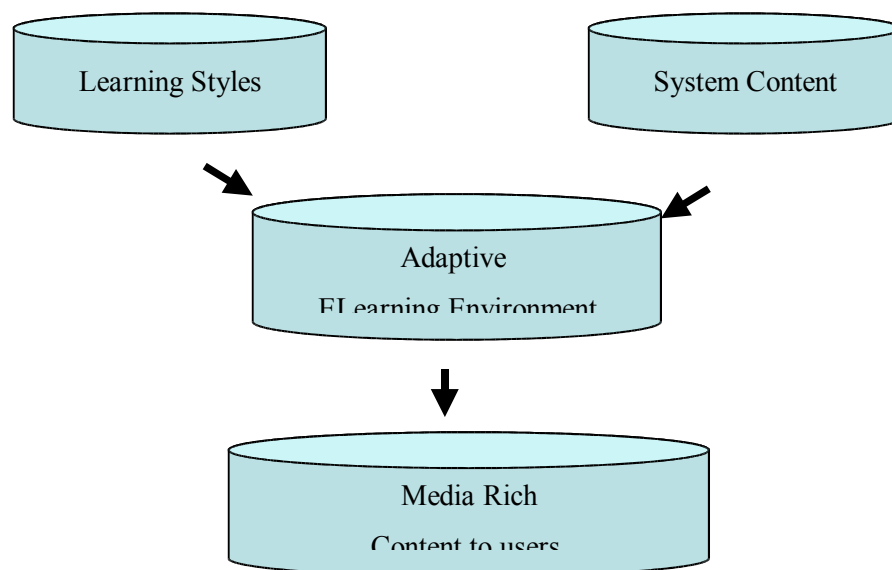 Learning Styles
System Content
Adaptive
ELearning Environment
Media Rich
Content to users